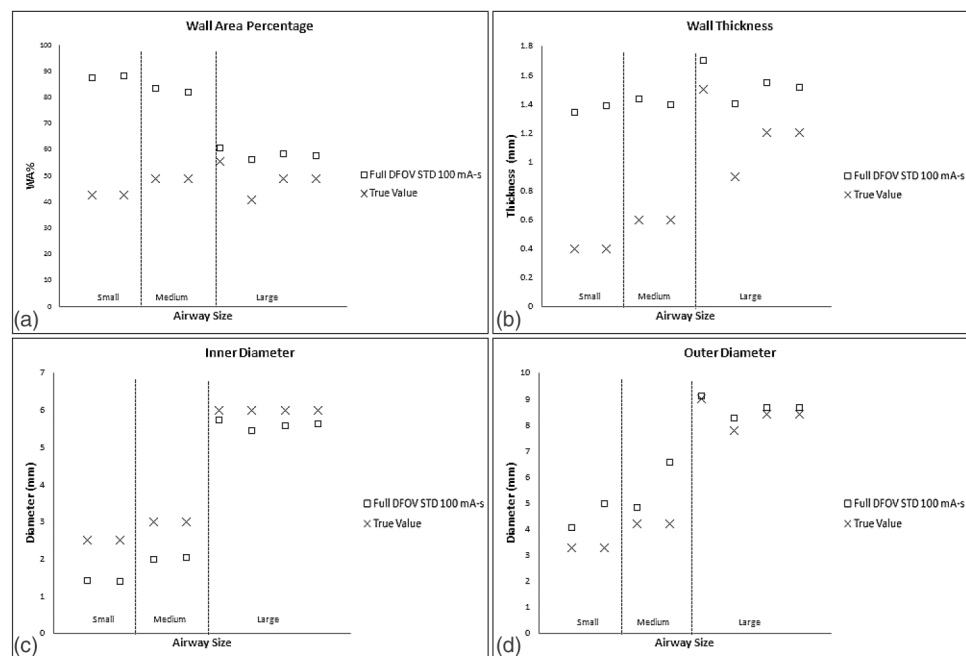 Wall Area Percentage
100
90
80
70
60
50
40
30
20
10
0
WA%
Small Medium Large
Airway Size
Full DFOV STD 100 mA-s
True Value
(a)
Wall Thickness
1.8
1.6
1.4
1.2
1
0.8
0.6
0.4
0.2
0
Thickness (mm)
Small Medium Large
Airway Size
Full DFOV STD 100 mA-s
True Value
(b)
Inner Diameter
7
6
5
4
3
2
1
0
Diameter (mm)
Small Medium Large
Airway Size
Full DFOV STD 100 mA-s
True Value
(c)
Outer Diameter
10
9
8
7
6
5
4
3
2
1
0
Diameter (mm)
Small Medium Large
Airway Size
Full DFOV STD 100 mA-s
True Value
(d)